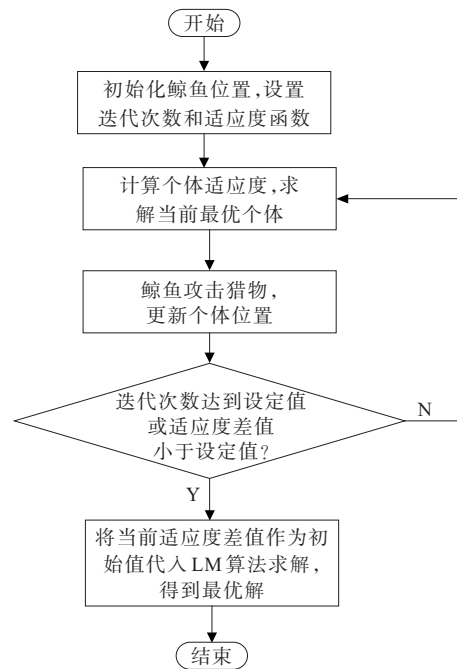 开始
初始化鲸鱼位置,设置
迭代次数和适应度函数
计算个体适应度,求
解当前最优个体
鲸鱼攻击猎物,
更新个体位置
迭代次数达到设定值
或适应度差值
小于设定值?
N
Y
将当前适应度差值作为初
始值代入LM算法求解,
得到最优解
结束